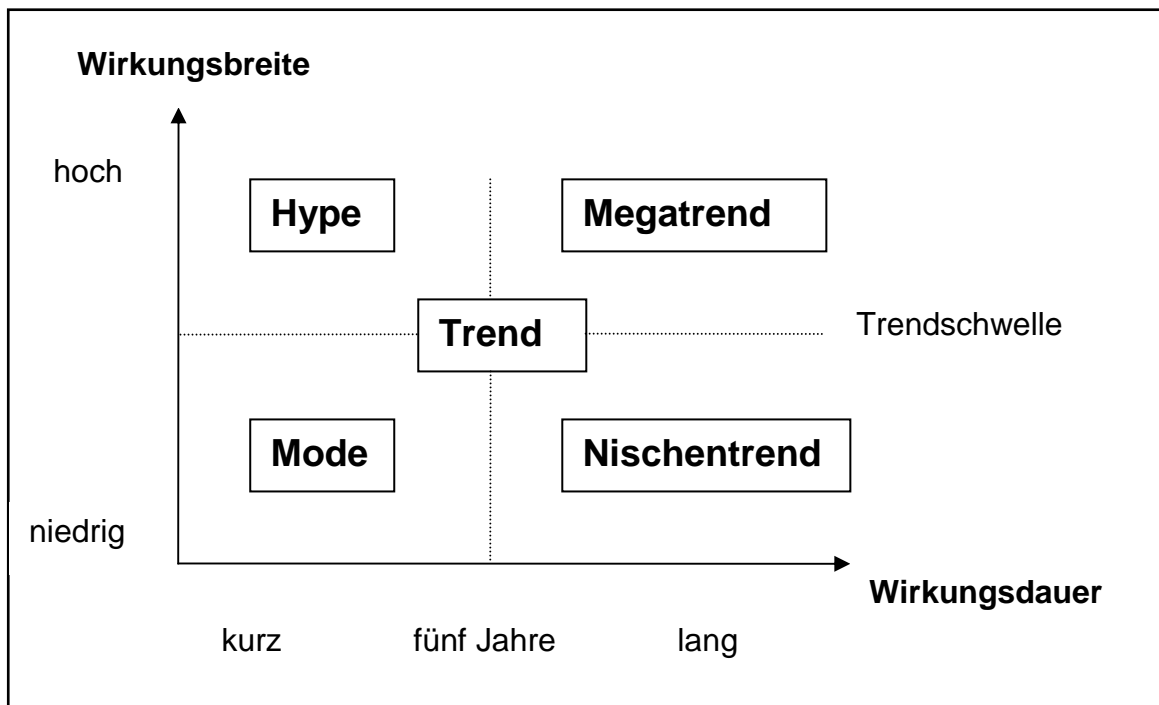 Wirkungsbreite
hoch
Hype
Megatrend
Trend
Trendschwelle
Mode
Nischentrend
niedrig
Wirkungsdauer
kurz
fünf Jahre
lang